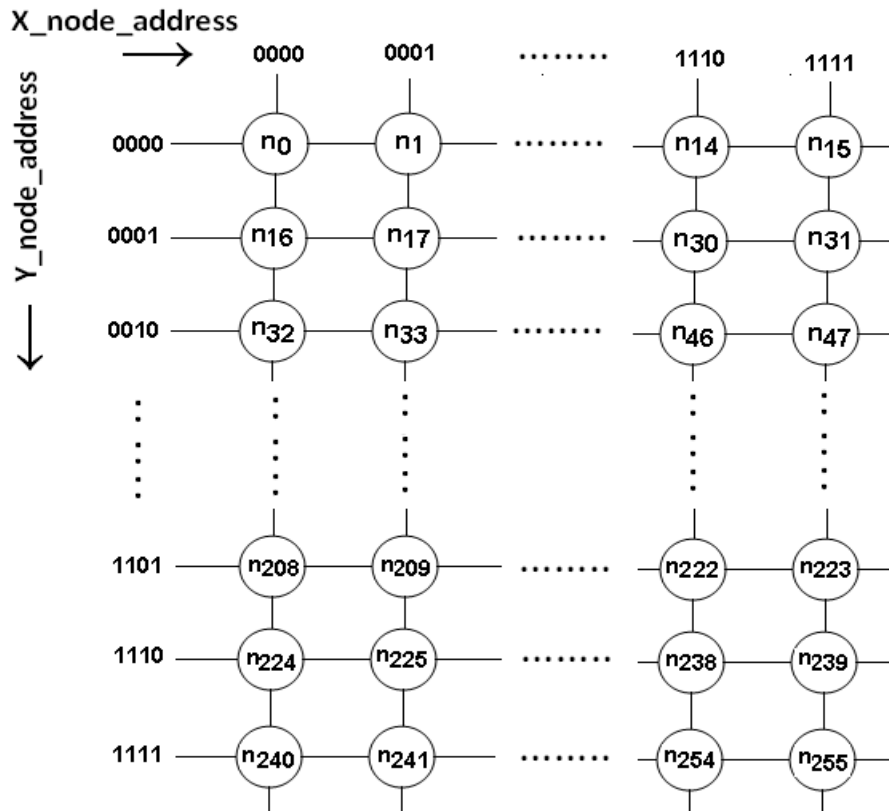 X_node_address
0000 0001 ........ 1110 1111
Y_node_address
0000 n0 n1 ........ n14 n15
0001 n16 n17 ........ n30 n31
0010 n32 n33 ........ n46 n47
1101 n208 n209 ........ n222 n223
1110 n224 n225 ........ n238 n239
1111 n240 n241 ........ n254 n255